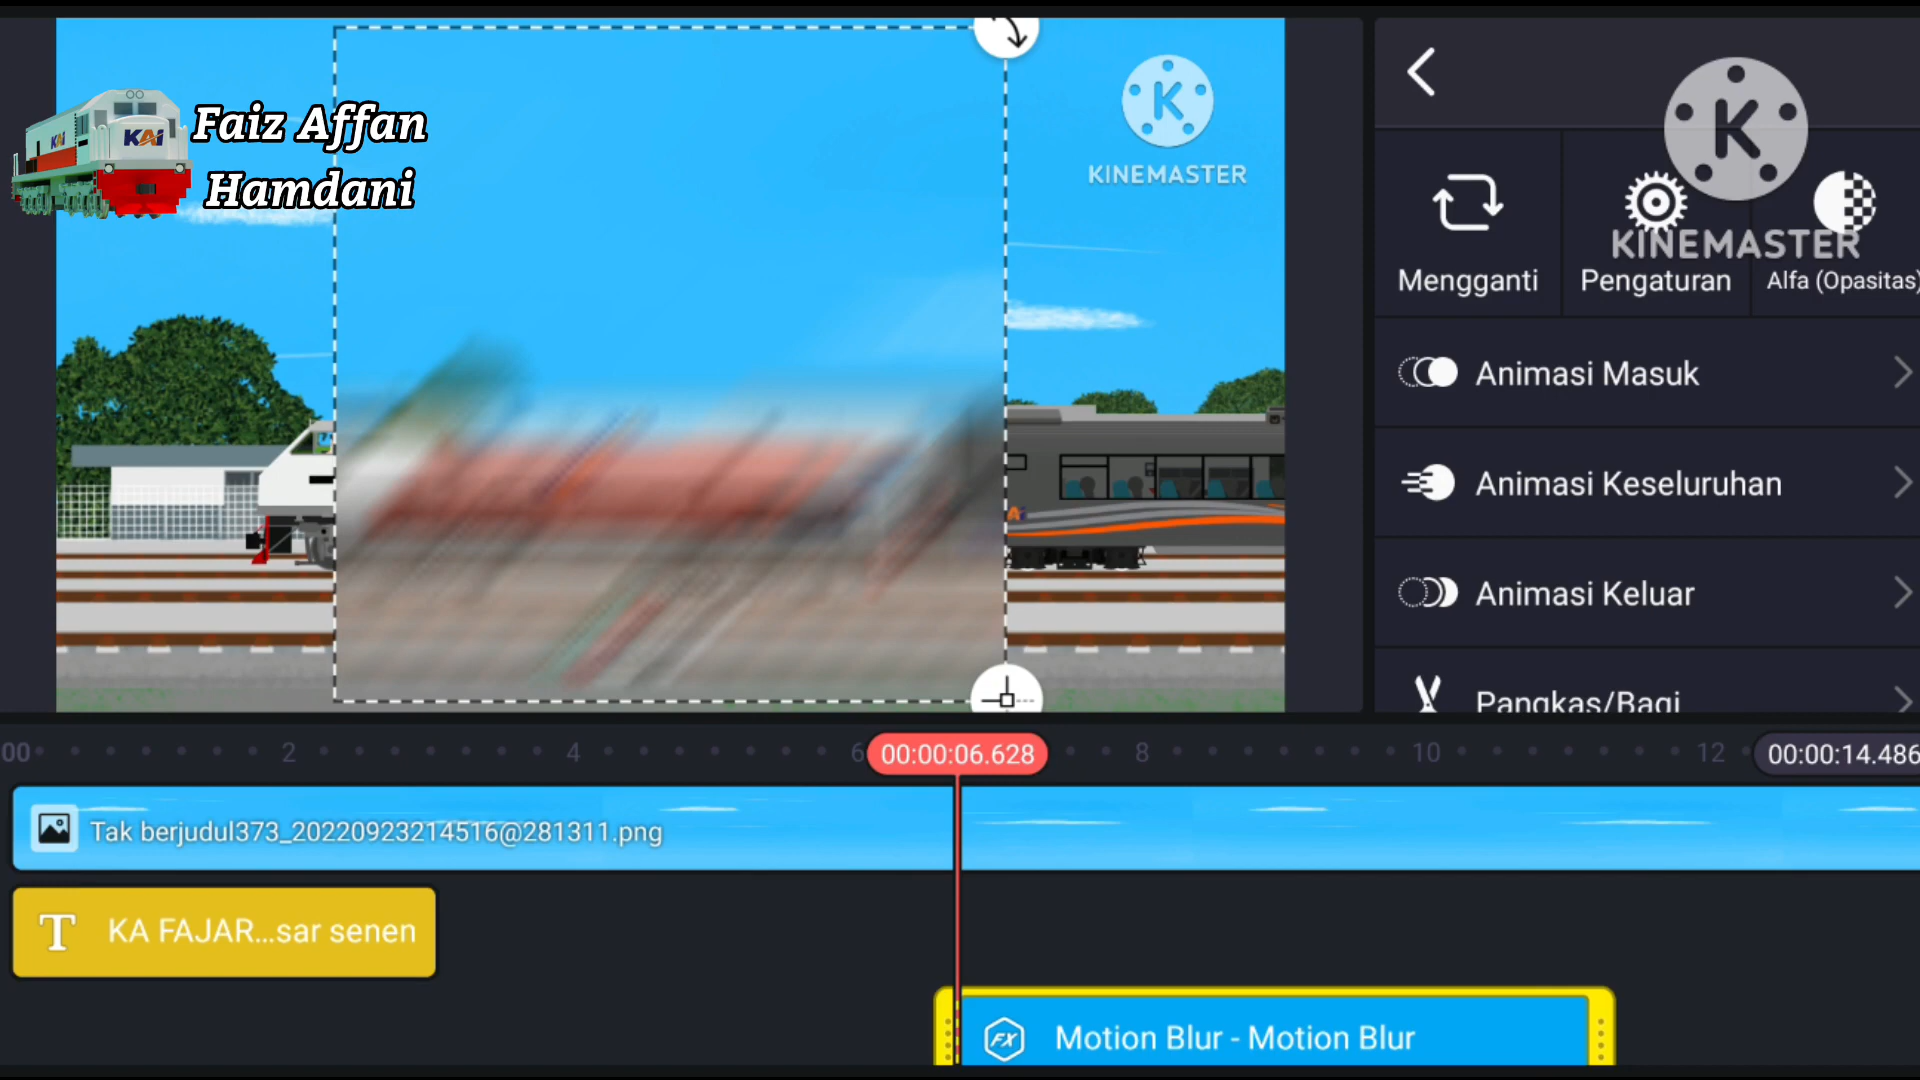 Faiz Affan
Hamdani
KAI
KAI
K
KINEMASTER
K
KINEMASTER
Mengganti
Pengaturan
Alfa (Opasitas)
Animasi Masuk
Animasi Keseluruhan
Animasi Keluar
Pangkas/Bagi
00
2
4
6
00:00:06.628
8
10
12
00:00:14.486
Tak berjudul373_20220923214516@281311.png
T
KA FAJAR...sar senen
FX
Motion Blur - Motion Blur